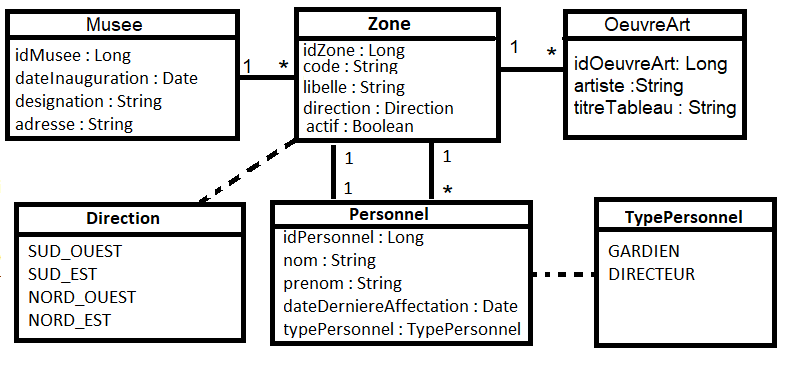 Musee
idMusee : Long
dateInauguration : Date
designation : String
adresse : String
1
*
Zone
idZone : Long
code : String
libelle : String
direction : Direction
actif : Boolean
1
*
OeuvreArt
idOeuvreArt: Long
artiste :String
titreTableau : String
1
1
1
*
Direction
SUD_OUEST
SUD_EST
NORD_OUEST
NORD_EST
Personnel
idPersonnel : Long
nom : String
prenom : String
dateDerniereAffectation : Date
typePersonnel : TypePersonnel
TypePersonnel
GARDIEN
DIRECTEUR